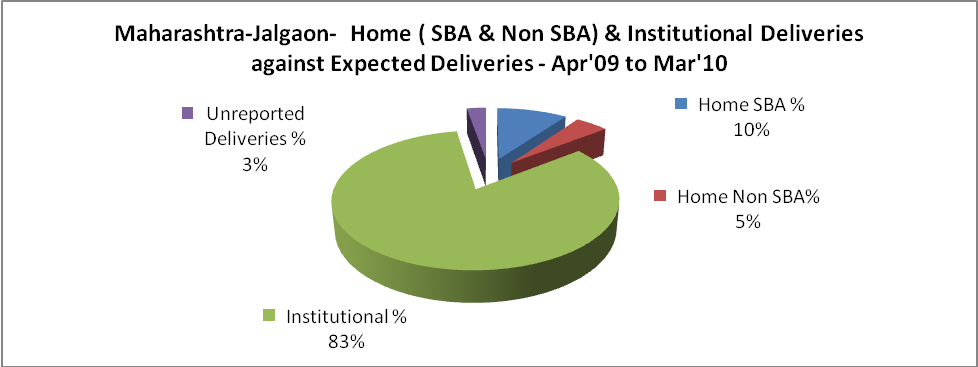 Maharashtra-Jalgaon- Home ( SBA & Non SBA) & Institutional Deliveries
against Expected Deliveries - Apr'09 to Mar'10
Unreported
Deliveries %
3%
Home SBA %
10%
Home Non SBA%
5%
Institutional %
83%